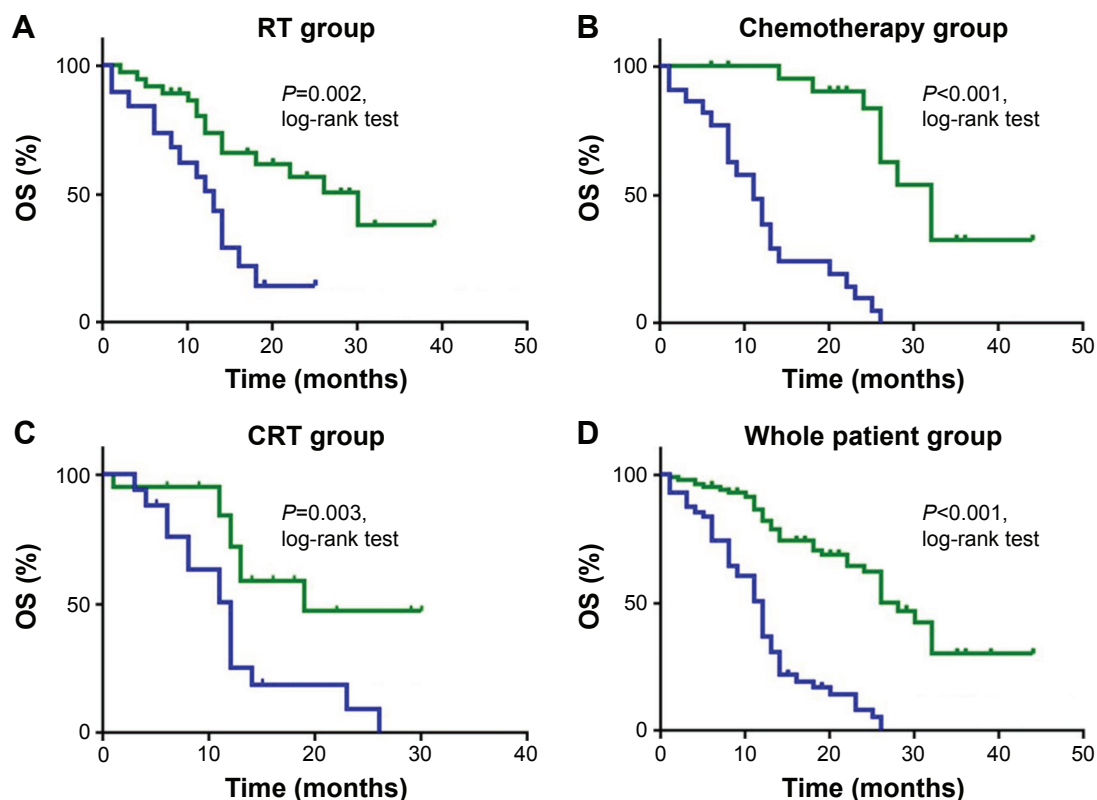 A
RT group
100
50
0
OS (%)
P=0.002,
log-rank test
0 10 20 30 40 50
Time (months)
B
Chemotherapy group
100
50
0
OS (%)
P<0.001,
log-rank test
0 10 20 30 40 50
Time (months)
C
CRT group
100
50
0
OS (%)
P=0.003,
log-rank test
0 10 20 30 40
Time (months)
D
Whole patient group
100
50
0
OS (%)
P<0.001,
log-rank test
0 10 20 30 40 50
Time (months)